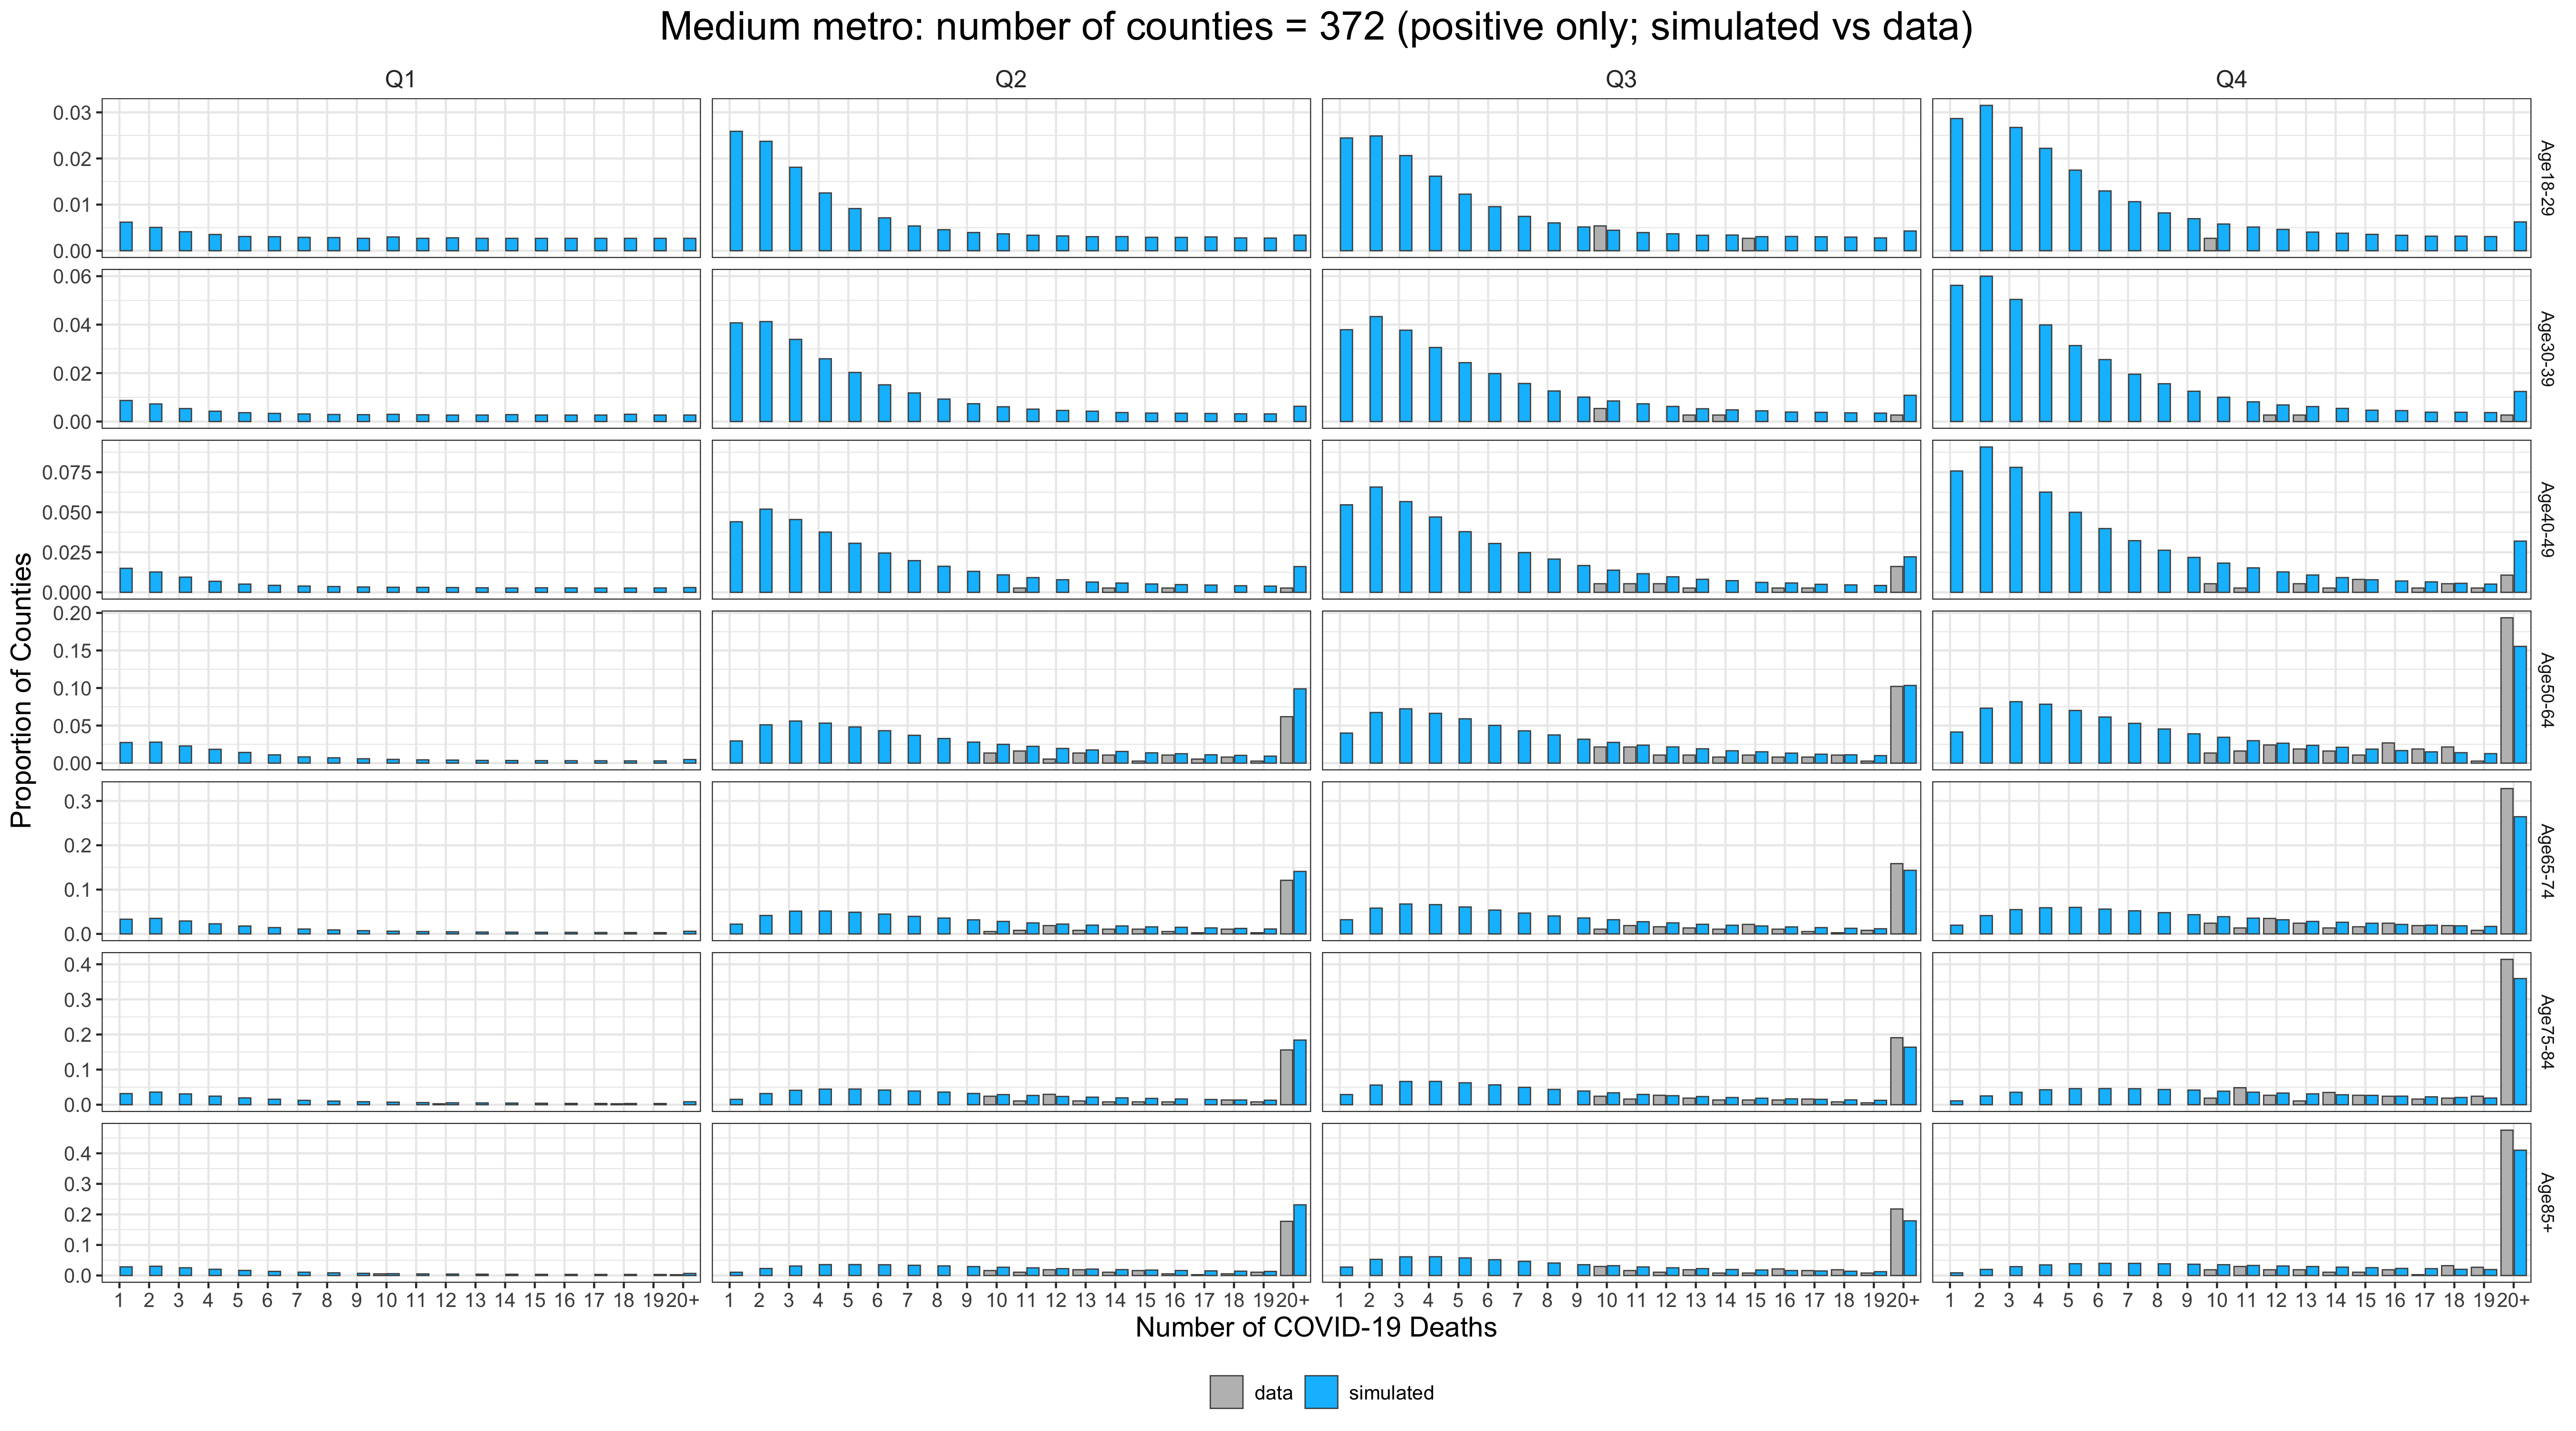 Medium metro: number of counties = 372 (positive only; simulated vs data)
Q1 Q2 Q3 Q4
Proportion of Counties
0.03
0.02
0.01
0.00
Age18-29
0.06
0.04
0.02
0.00
Age30-39
0.075
0.050
0.025
0.000
Age40-49
0.20
0.15
0.10
0.05
0.00
Age50-64
0.3
0.2
0.1
0.0
Age65-74
0.4
0.3
0.2
0.1
0.0
Age75-84
0.4
0.3
0.2
0.1
0.0
Age85+
1 2 3 4 5 6 7 8 9 10 11 12 13 14 15 16 17 18 19 20+ 1 2 3 4 5 6 7 8 9 10 11 12 13 14 15 16 17 18 19 20+ 1 2 3 4 5 6 7 8 9 10 11 12 13 14 15 16 17 18 19 20+ 1 2 3 4 5 6 7 8 9 10 11 12 13 14 15 16 17 18 19 20+
Number of COVID-19 Deaths
data simulated